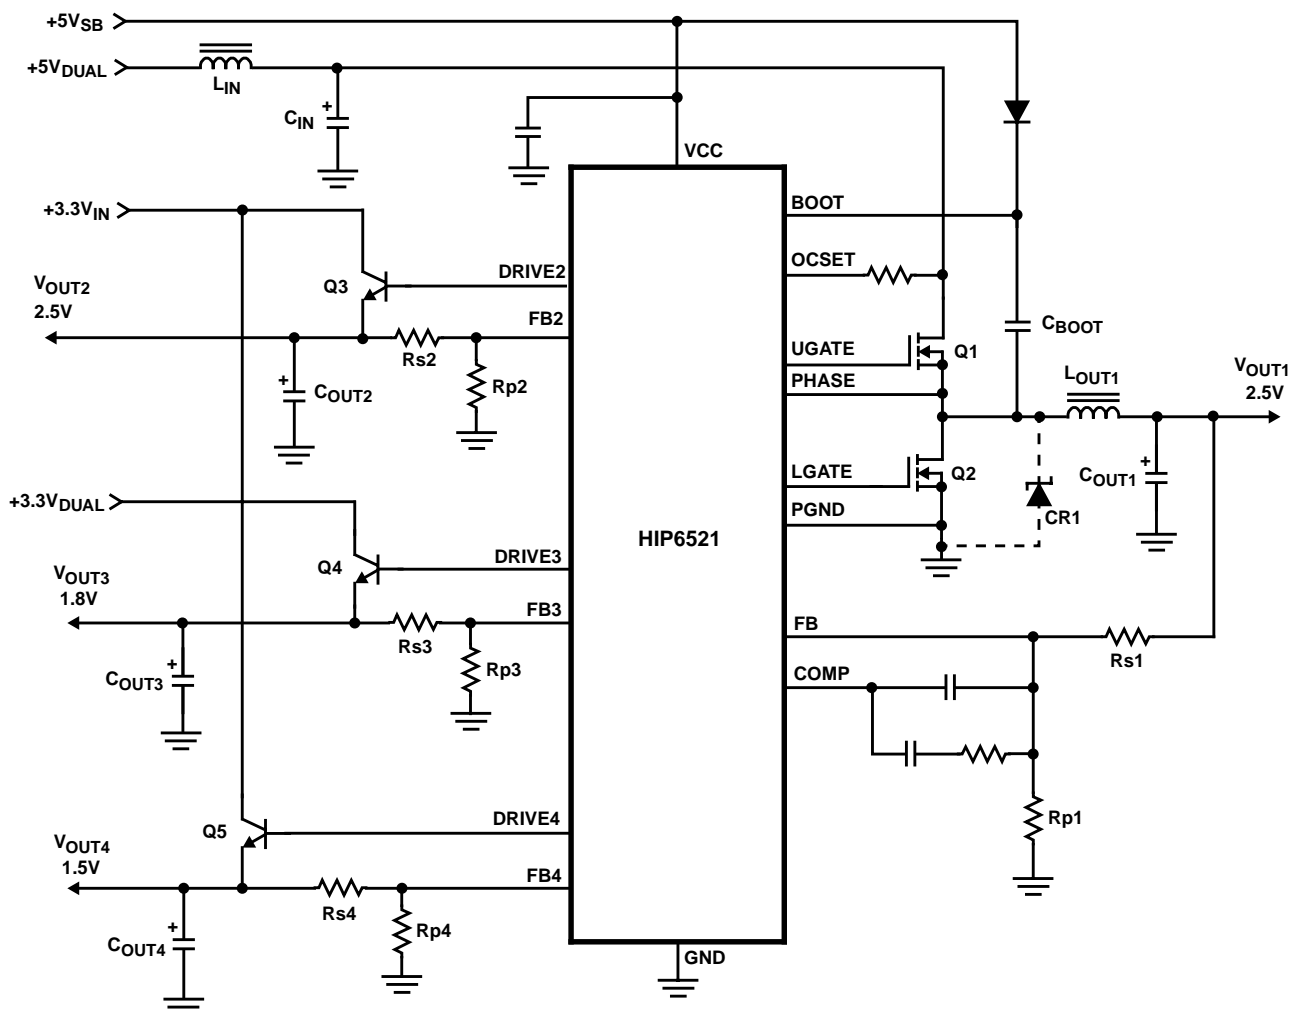 +5VSB
+5VDUAL
LIN
CIN
+
VCC
+3.3VIN
BOOT
OCSET
VOUT2
2.5V
Q3
DRIVE2
FB2
Rs2
Rp2
+
COUT2
UGATE
Q1
PHASE
CBOOT
LOUT1
VOUT1
2.5V
LGATE
Q2
PGND
CR1
+
COUT1
+3.3VDUAL
HIP6521
VOUT3
1.8V
Q4
DRIVE3
FB3
Rs3
Rp3
+
COUT3
FB
Rs1
COMP
Rp1
VOUT4
1.5V
Q5
DRIVE4
FB4
Rs4
Rp4
+
COUT4
GND